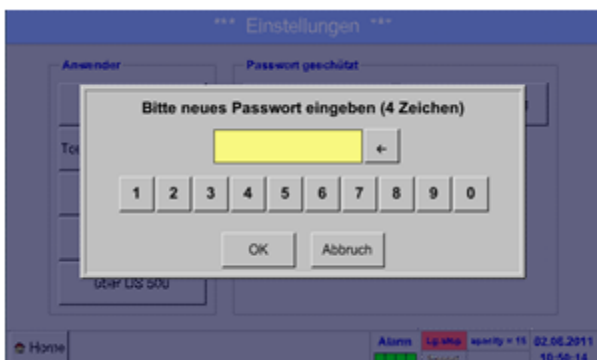 *** Einstellungen ***
Anwender
Passwort geschützt
Bitte neues Passwort eingeben (4 Zeichen)
←
1 2 3 4 5 6 7 8 9 0
OK Abbruch
über DS 500
Home
Alarm
02.06.2011
10:50:14